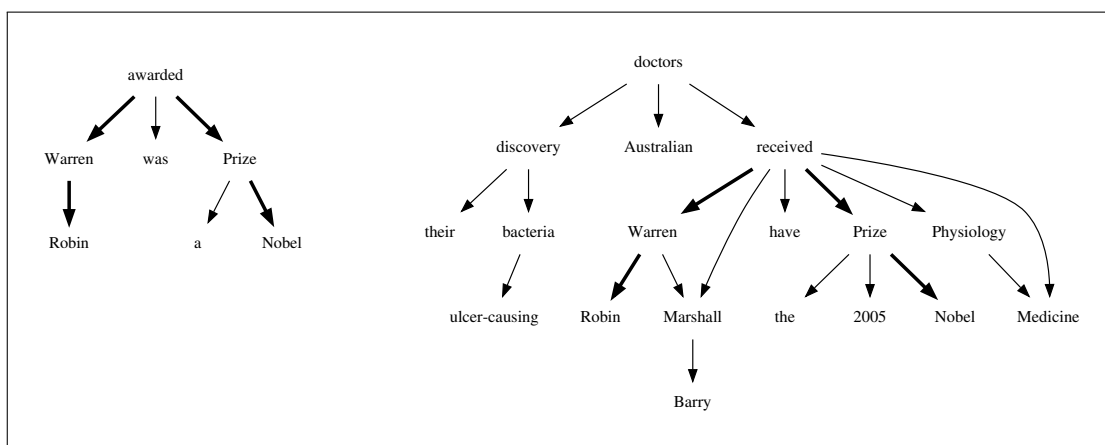 doctors
awarded
discovery Australian received
Warren was Prize
their bacteria Warren have Prize Physiology
Robin a Nobel
ulcer-causing Robin Marshall the 2005 Nobel Medicine
Barry